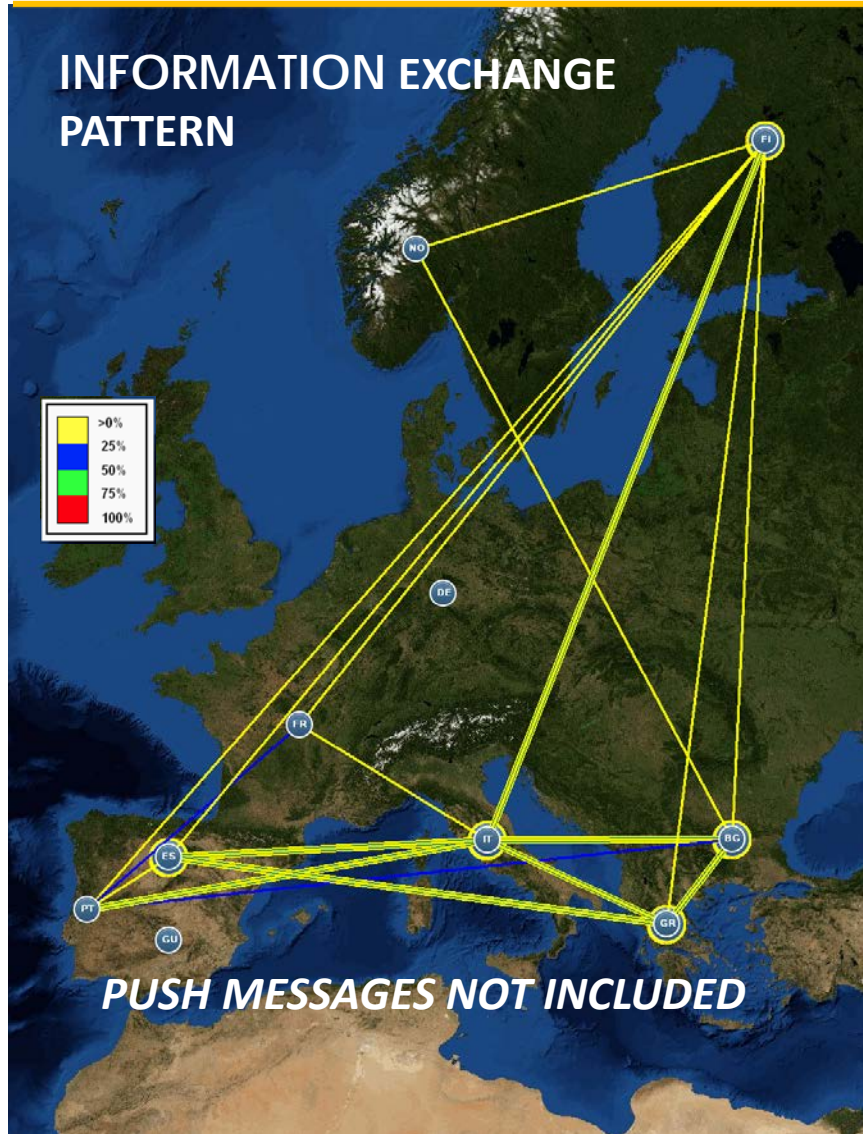 INFORMATION EXCHANGE
PATTERN
FI
NO
>0%
25%
50%
75%
100%
DE
FR
IT
BG
ES
PT
GR
GU
PUSH MESSAGES NOT INCLUDED